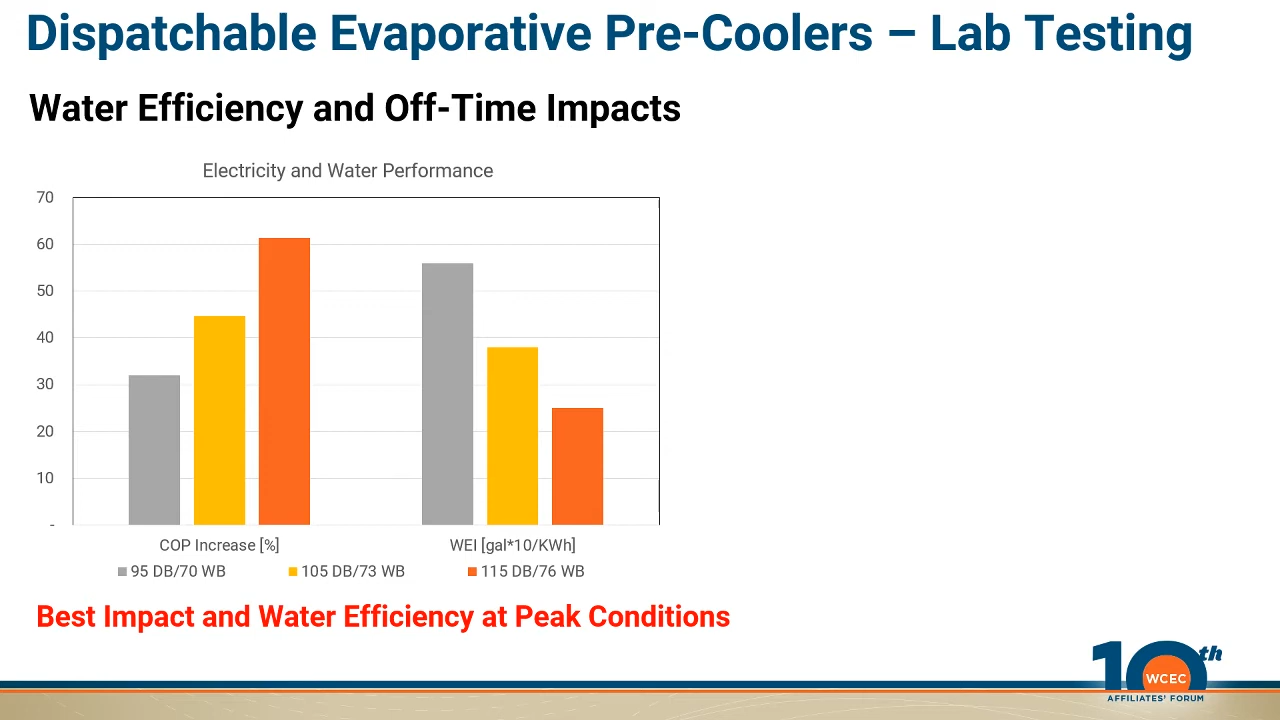 Dispatchable Evaporative Pre-Coolers – Lab Testing
Water Efficiency and Off-Time Impacts
Electricity and Water Performance
70
60
50
40
30
20
10
-
COP Increase [%] WEI [gal*10/KWh]
95 DB/70 WB 105 DB/73 WB 115 DB/76 WB
Best Impact and Water Efficiency at Peak Conditions
10th
WCEC
AFFILIATES' FORUM